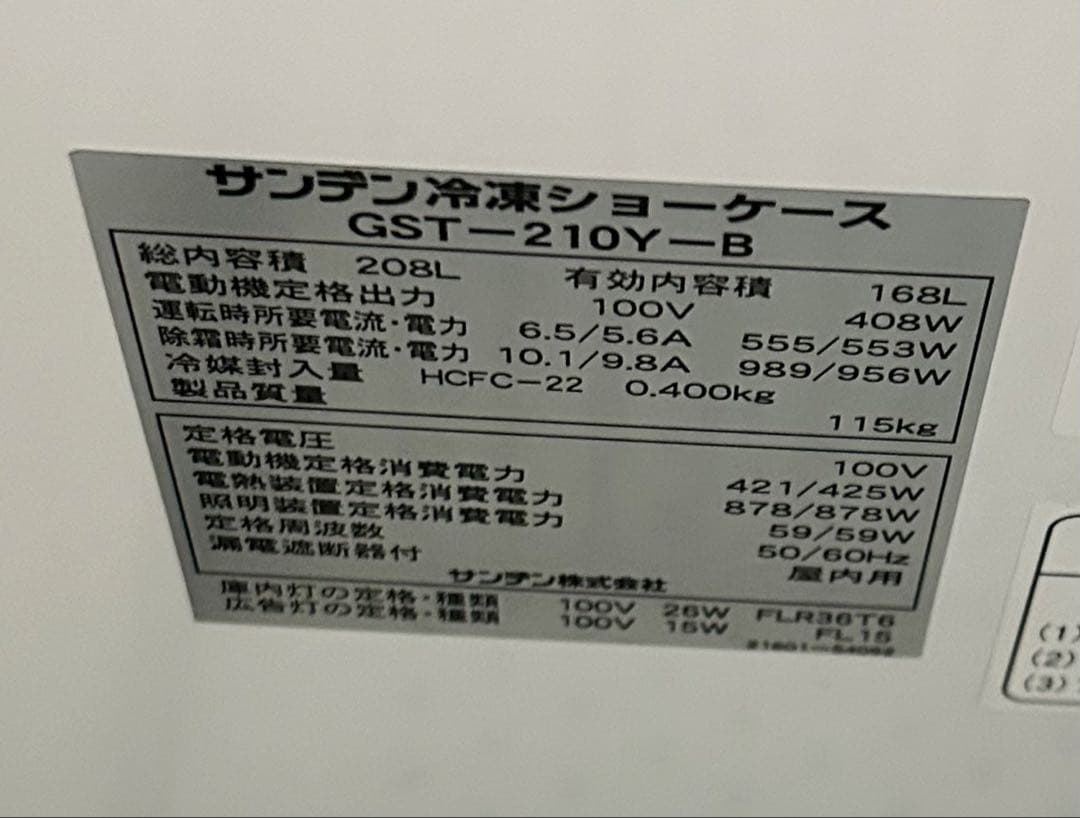 サンデン冷凍ショーケース
GST-210Y-B
総内容積 208L 有効内容積 168L
電動機定格出力 100V 408W
運転時所要電流・電力 6.5/5.6A 555/553W
除霜時所要電流・電力 10.1/9.8A 989/956W
冷媒封入量 HCFC-22 0.400kg
製品質量 115kg
定格電圧 100V
電動機定格消費電力 421/425W
電熱装置定格消費電力 878/878W
照明装置定格消費電力 59/59W
定格周波数 50/60Hz
漏電遮断器付 屋内用
サンデン株式会社
庫内灯の定格・種類 100V 26W FLR36T6
広告灯の定格・種類 100V 15W FL15
(1)
(2)
(3)